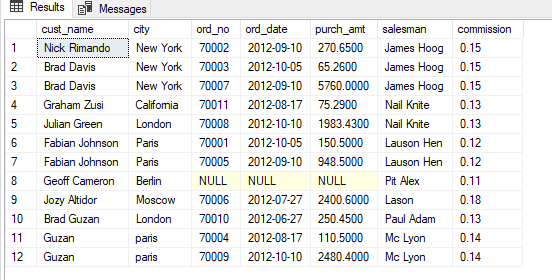 Results Messages
cust_name city ord_no ord_date purch_amt salesman commission
1 Nick Rimando New York 70002 2012-09-10 270.6500 James Hoog 0.15
2 Brad Davis New York 70003 2012-10-05 65.2600 James Hoog 0.15
3 Brad Davis New York 70007 2012-09-10 5760.0000 James Hoog 0.15
4 Graham Zusi California 70011 2012-08-17 75.2900 Nail Knite 0.13
5 Julian Green London 70008 2012-10-10 1983.4300 Nail Knite 0.13
6 Fabian Johnson Paris 70001 2012-10-05 150.5000 Lauson Hen 0.12
7 Fabian Johnson Paris 70005 2012-09-10 948.5000 Lauson Hen 0.12
8 Geoff Cameron Berlin NULL NULL NULL Pit Alex 0.11
9 Jozy Altidor Moscow 70006 2012-07-27 2400.6000 Lason 0.18
10 Brad Guzan London 70010 2012-06-27 250.4500 Paul Adam 0.13
11 Guzan paris 70004 2012-08-17 110.5000 Mc Lyon 0.14
12 Guzan paris 70009 2012-10-10 2480.4000 Mc Lyon 0.14